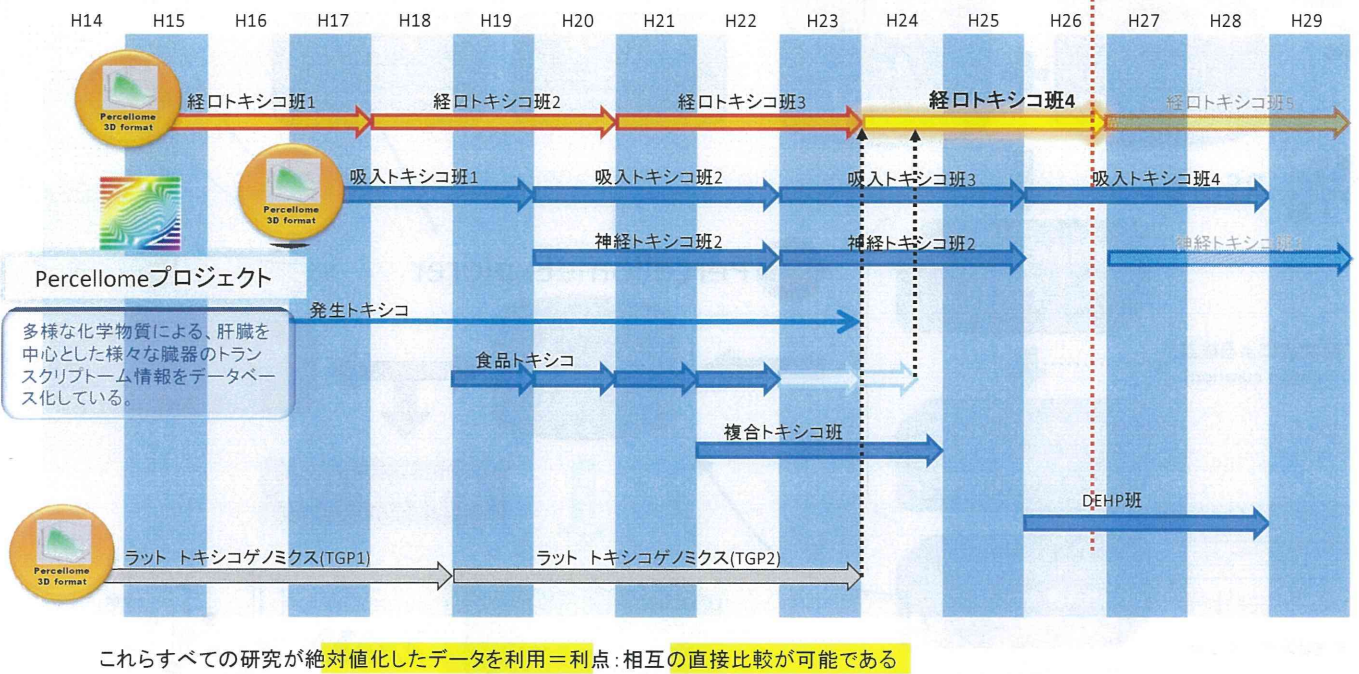 H14 H15 H16 H17 H18 H19 H20 H21 H22 H23 H24 H25 H26 H27 H28 H29
Percellome
3D format
経口トキシコ班1
経口トキシコ班2
経口トキシコ班3
経口トキシコ班4
経口トキシコ班5
Percellome
3D format
吸入トキシコ班1
吸入トキシコ班2
吸入トキシコ班3
吸入トキシコ班4
神経トキシコ班2
神経トキシコ班2
神経トキシコ班3
Percellomeプロジェクト
多様な化学物質による、肝臓を
中心とした様々な臓器のトラン
スクリプトーム情報をデータベー
ス化している。
発生トキシコ
食品トキシコ
複合トキシコ班
DEHP班
Percellome
3D format
ラット トキシコゲノミクス(TGP1)
ラット トキシコゲノミクス(TGP2)
これらすべての研究が絶対値化したデータを利用＝利点：相互の直接比較が可能である